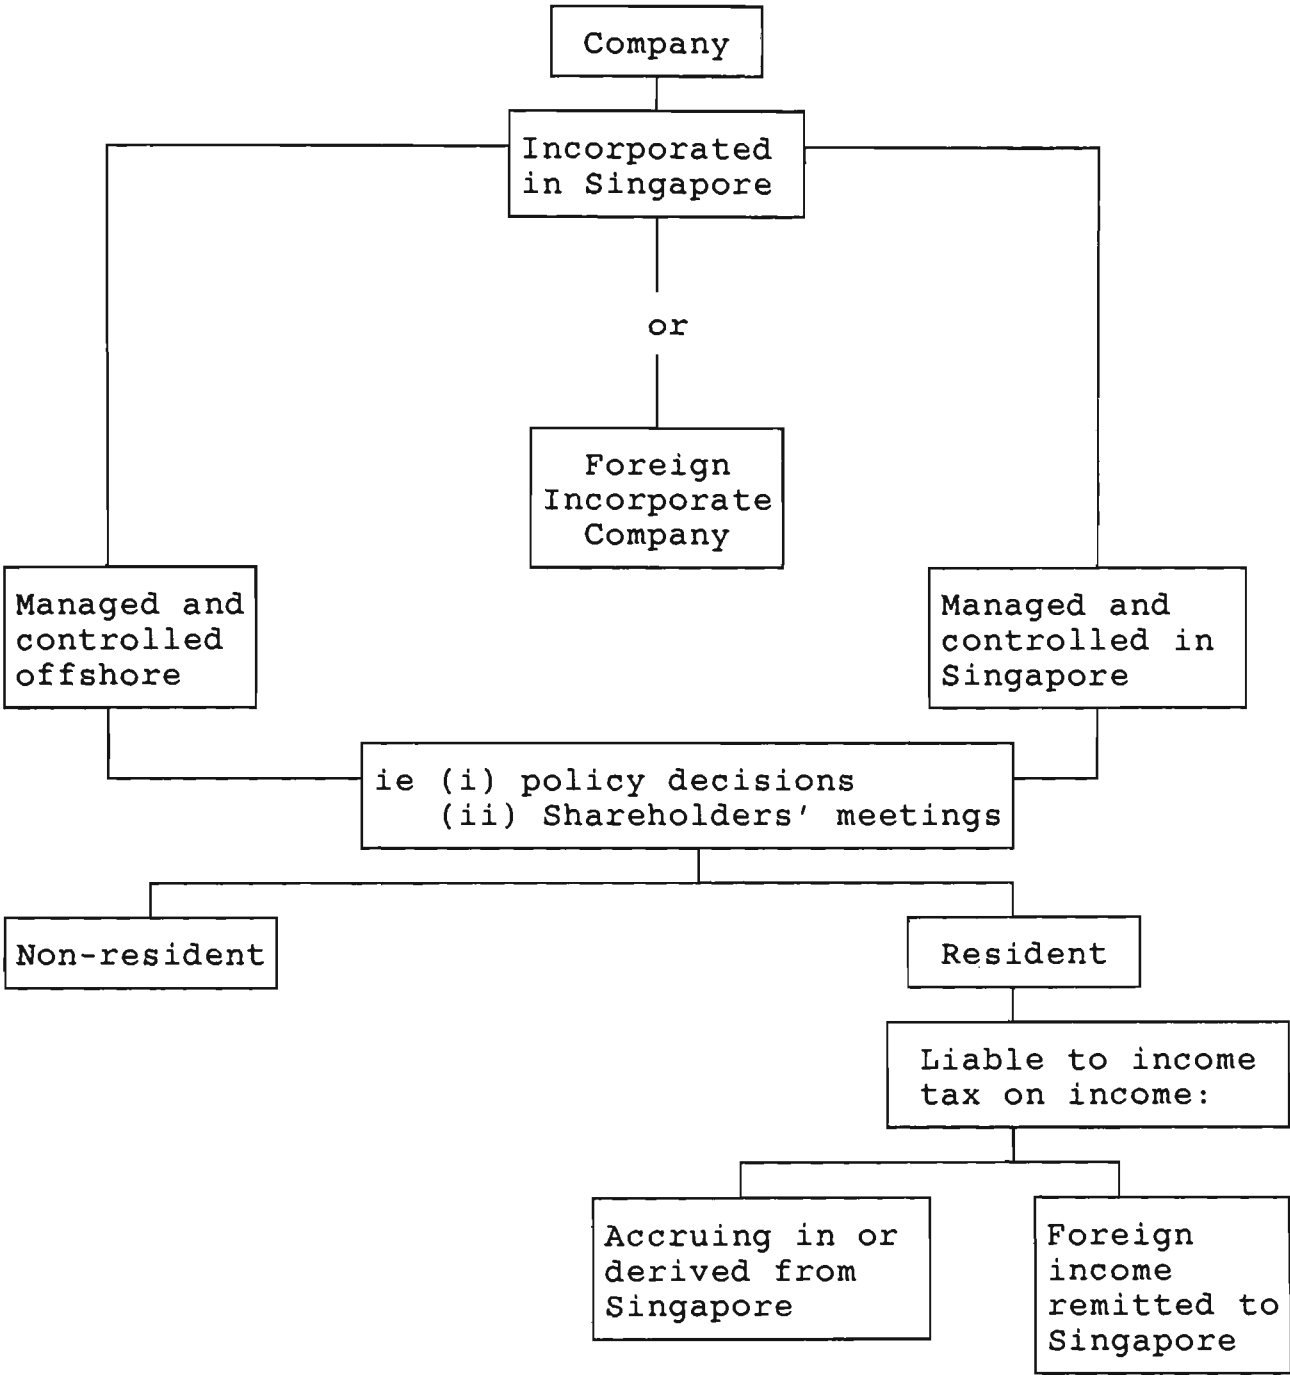 Company
Incorporated
in Singapore
or
Foreign
Incorporate
Company
Managed and
controlled
offshore
Managed and
controlled in
Singapore
ie (i) policy decisions
(ii) Shareholders' meetings
Non-resident
Resident
Liable to income
tax on income:
Accruing in or
derived from
Singapore
Foreign
income
remitted to
Singapore